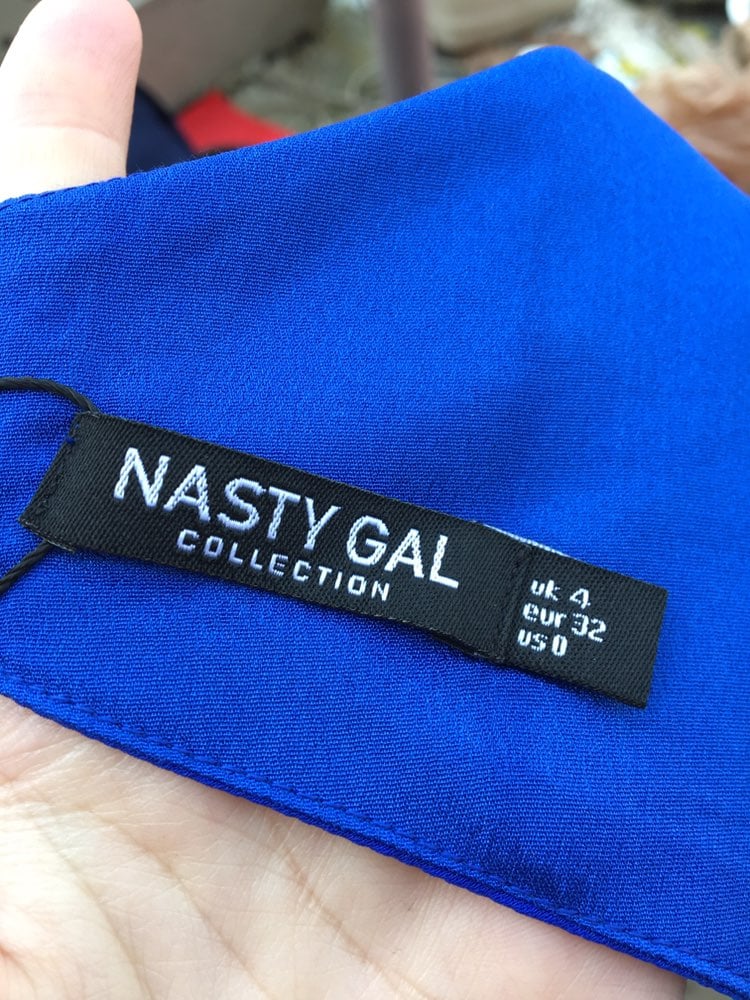 NASTY GAL
COLLECTION
uk 4
eur 32
US 0